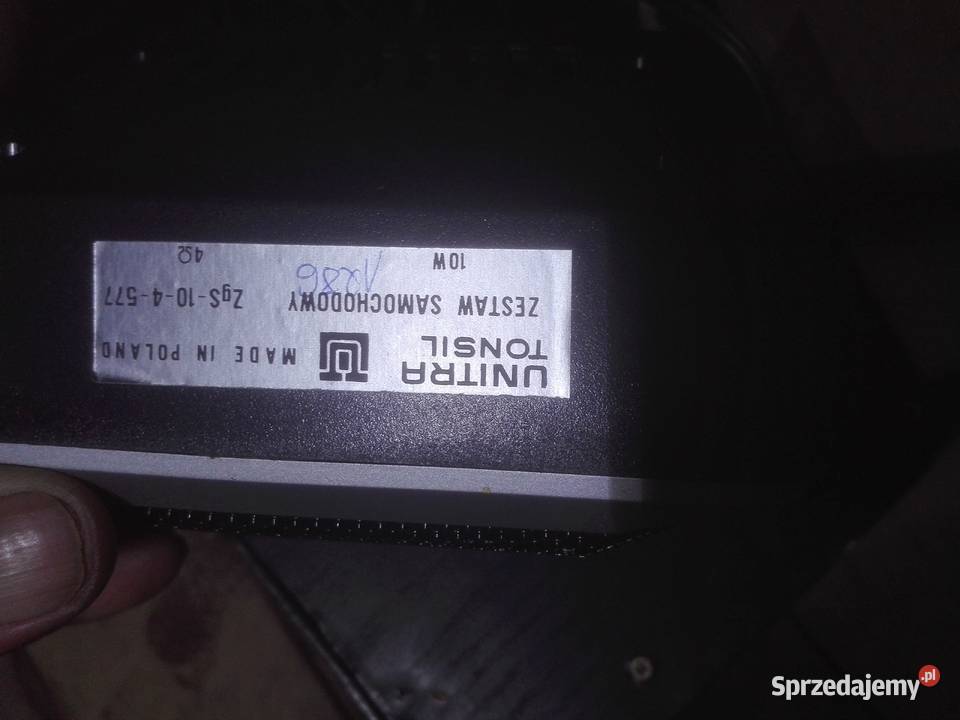 UNITRA
TONSIL
MADE IN POLAND
ZESTAW SAMOCHODOWY ZgS-10-4-577
10W 4Ω
Sprzedajemy.pl